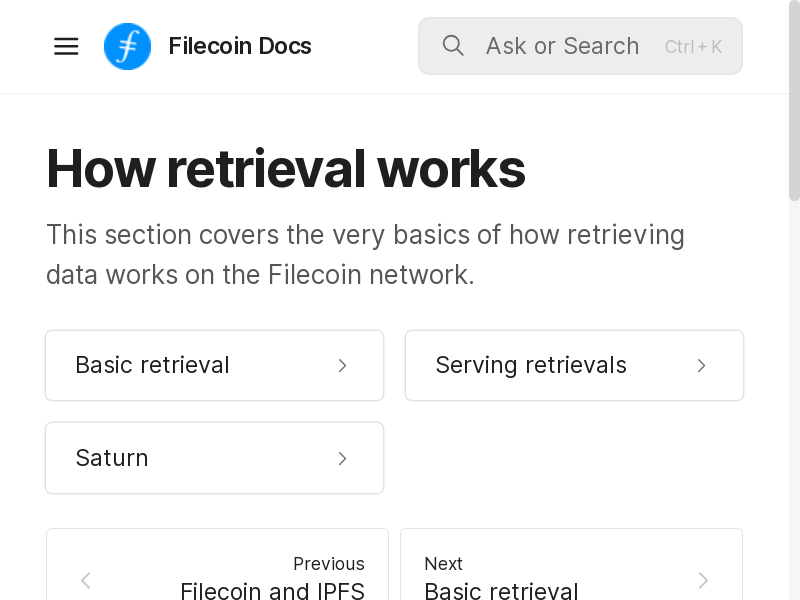 Filecoin Docs
Ask or Search
Ctrl + K
How retrieval works
This section covers the very basics of how retrieving
data works on the Filecoin network.
Basic retrieval
Serving retrievals
Saturn
Previous
Filecoin and IPFS
Next
Basic retrieval